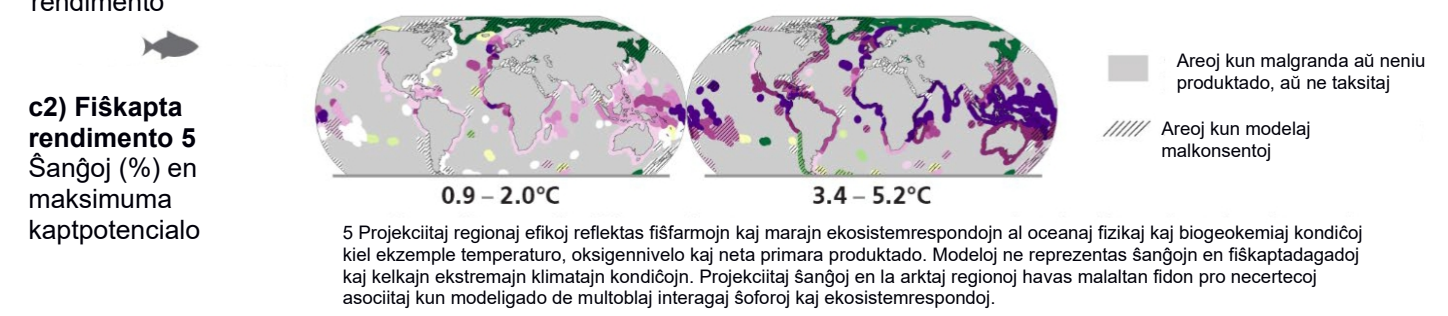 rendimento
c2) Fiŝkapta
rendimento 5
Ŝanĝoj (%) en
maksimuma
kaptpotencialo
0.9 – 2.0°C
3.4 – 5.2°C
Areoj kun malgranda aŭ neniu
produktado, aŭ ne taksitaj
Areoj kun modelaj
malkonsentoj
5 Projekciitaj regionaj efikoj reflektas fiŝfarmojn kaj marajn ekosistemrespondojn al oceanaj fizikaj kaj biogeokemiaj kondiĉoj
kiel ekzemple temperaturo, oksigennivelo kaj neta primara produktado. Modeloj ne reprezentas ŝanĝojn en fiŝkaptadagadoj
kaj kelkajn ekstremajn klimatajn kondiĉojn. Projekciitaj ŝanĝoj en la arktaj regionoj havas malaltan fidon pro necertecoj
asociitaj kun modeligado de multoblaj interagaj ŝoforoj kaj ekosistemrespondoj.